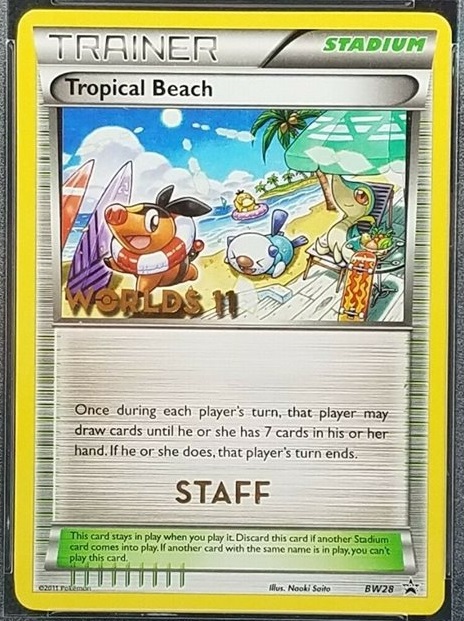 TRAINER STADIUM
Tropical Beach
WORLDS 11
Once during each player's turn, that player may
draw cards until he or she has 7 cards in his or her
hand. If he or she does, that player's turn ends.
STAFF
This card stays in play when you play it. Discard this card if another Stadium
card comes into play. If another card with the same name is in play, you can't
play this card.
©2011 Pokémon Illus. Naoki Saito BW28